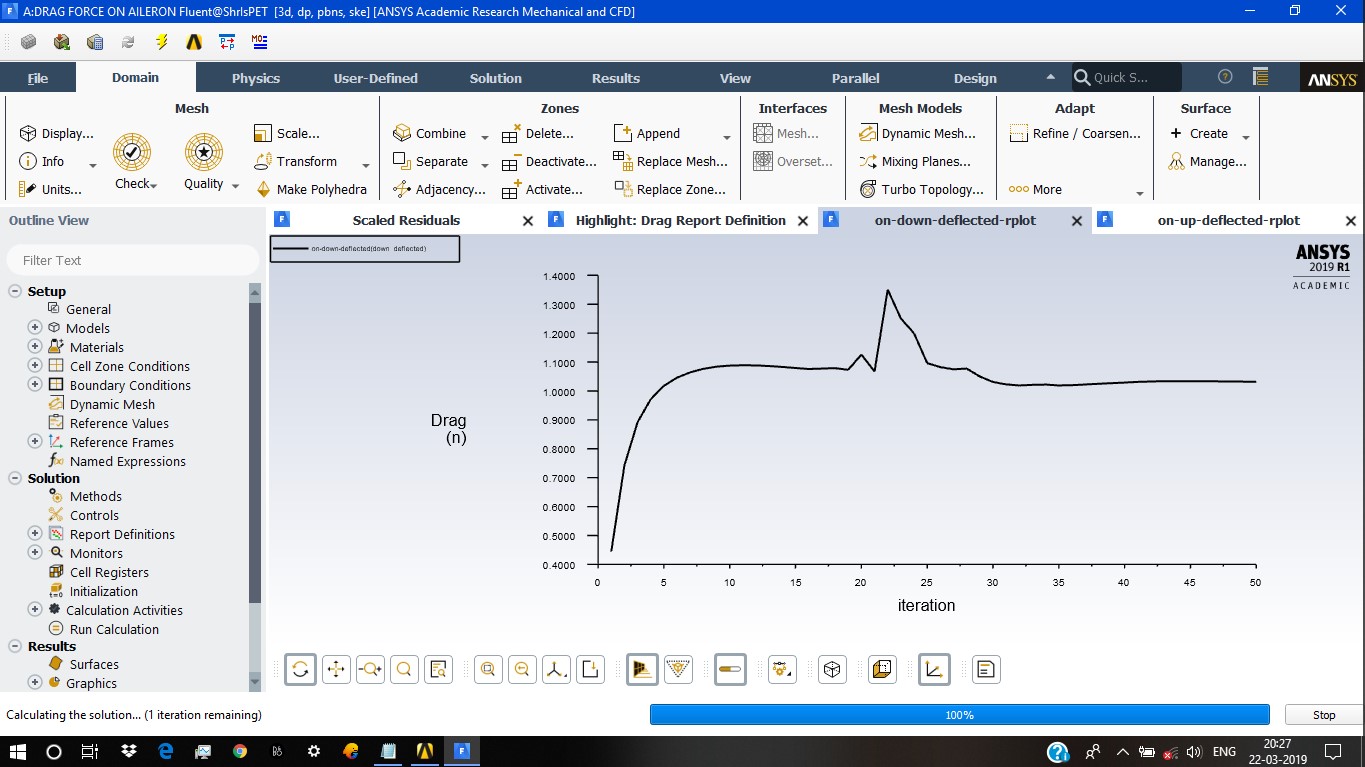 A:DRAG FORCE ON AILERON Fluent@ShrIsPET [3d, dp, pbns, ske] [ANSYS Academic Research Mechanical and CFD]
File Domain Physics User-Defined Solution Results View Parallel Design Quick S... ANSYS
Mesh Zones Interfaces Mesh Models Adapt Surface
Display... Scale... Combine Delete... Append Mesh... Dynamic Mesh... Refine / Coarsen... Create
Info Transform Separate Deactivate... Replace Mesh... Overset... Mixing Planes... Manage...
Units... Check Quality Make Polyhedra Adjacency... Activate... Replace Zone... Turbo Topology... More
Outline View Scaled Residuals Highlight: Drag Report Definition on-down-deflected-rplot on-up-deflected-rplot
Filter Text
Setup
General
Models
Materials
Cell Zone Conditions
Boundary Conditions
Dynamic Mesh
Reference Values
Reference Frames
Named Expressions
Solution
Methods
Controls
Report Definitions
Monitors
Cell Registers
Initialization
Calculation Activities
Run Calculation
Results
Surfaces
Graphics
on-down-deflected(down_deflected)
ANSYS
2019 R1
ACADEMIC
1.4000
1.3000
1.2000
1.1000
1.0000
0.9000
0.8000
0.7000
0.6000
0.5000
0.4000
Drag
(n)
0 5 10 15 20 25 30 35 40 45 50
iteration
Calculating the solution... (1 iteration remaining) 100% Stop
ENG
20:27
22-03-2019